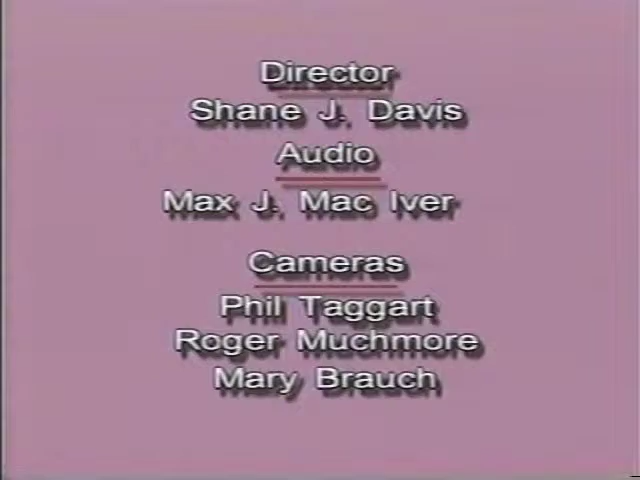 Director
Shane J. Davis
Audio
Max J. Mac Iver
Cameras
Phil Taggart
Roger Muchmore
Mary Brauch